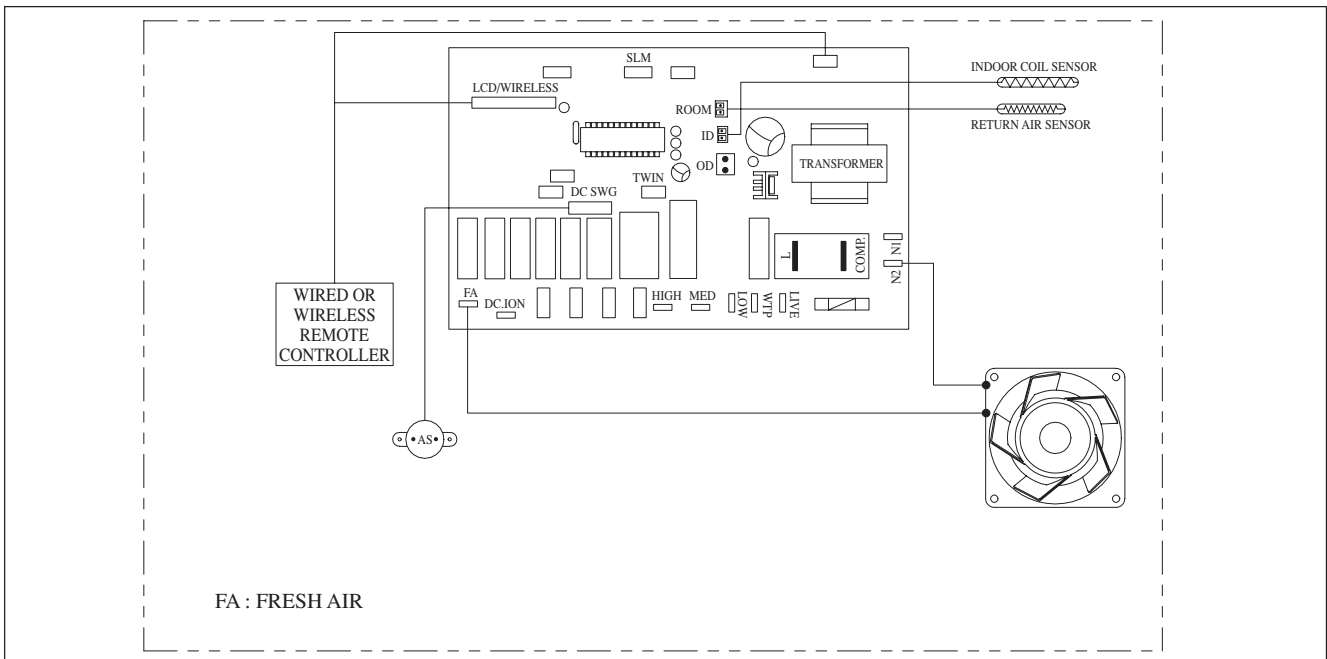 SLM
INDOOR COIL SENSOR
LCD/WIRELESS
ROOM
RETURN AIR SENSOR
ID
OD
TRANSFORMER
TWIN
DC SWG
L
COMP.
N1
N2
FA
DC.ION
HIGH
MED
LOW
WTP
LIVE
WIRED OR
WIRELESS
REMOTE
CONTROLLER
AS
FA : FRESH AIR